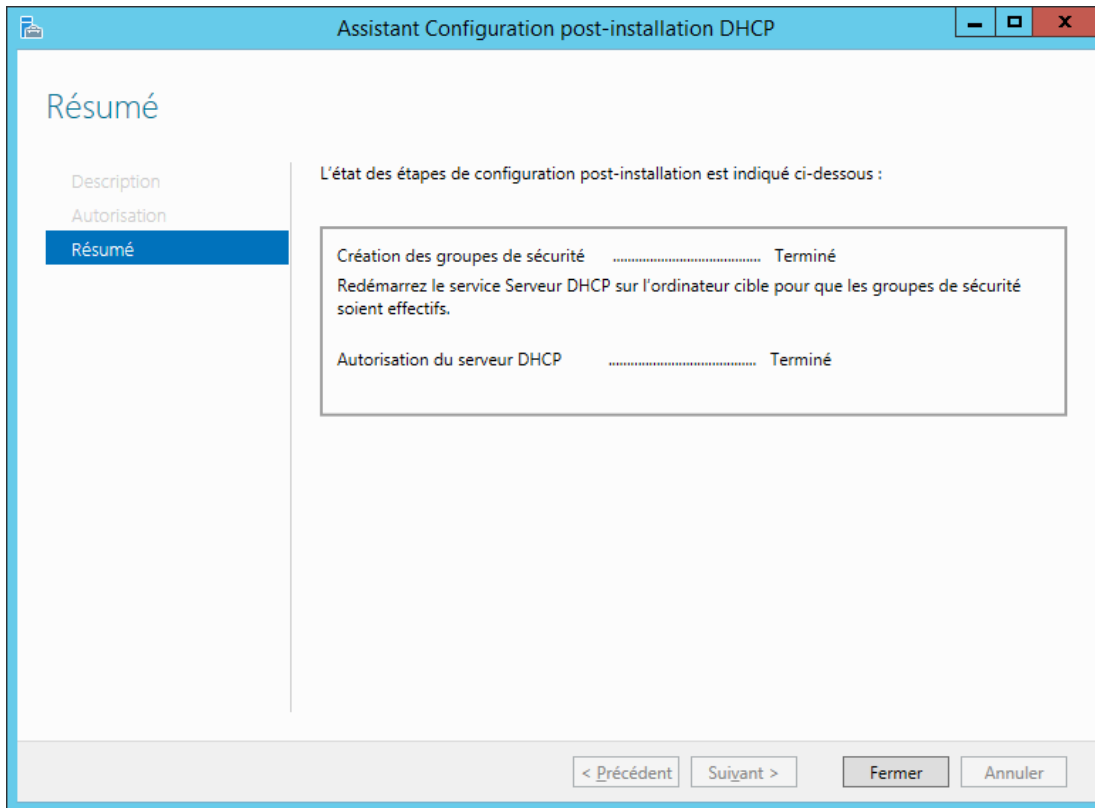 Assistant Configuration post-installation DHCP
Résumé
Description
Autorisation
Résumé
L'état des étapes de configuration post-installation est indiqué ci-dessous :
Création des groupes de sécurité ........................................ Terminé
Redémarrez le service Serveur DHCP sur l'ordinateur cible pour que les groupes de sécurité
soient effectifs.
Autorisation du serveur DHCP ........................................ Terminé
< Précédent
Suivant >
Fermer
Annuler